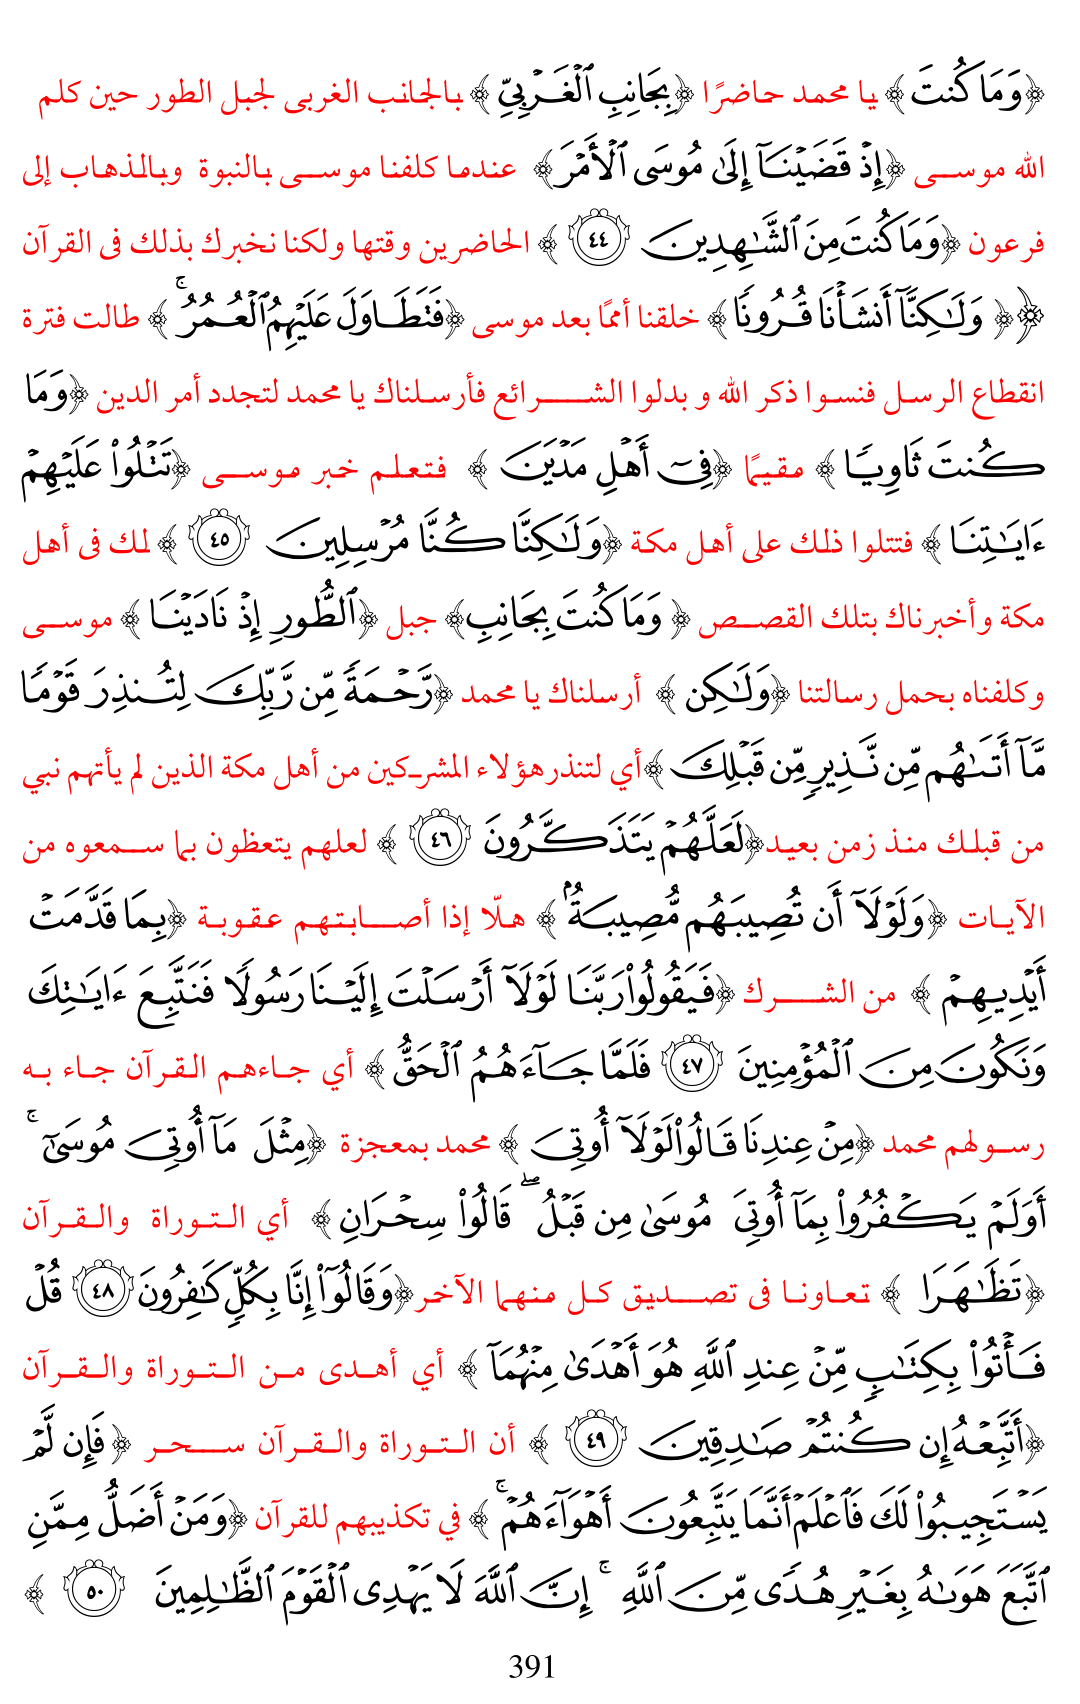 ﴿وَمَا كُنتَ﴾ يا محمد حاضرًا ﴿بِجَانِبِ ٱلْغَرْبِىِّ﴾ بالجانب الغربى لجبل الطور حين كلم
الله موسى ﴿إِذْ قَضَيْنَآ إِلَىٰ مُوسَى ٱلْأَمْرَ﴾ عندما كلفنا موسى بالنبوة وبالذهاب إلى
فرعون ﴿وَمَا كُنتَ مِنَ ٱلشَّـٰهِدِينَ ٤٤﴾ الحاضرين وقتها ولكنا نخبرك بذلك فى القرآن
﴿﴿وَلَـٰكِنَّآ أَنشَأْنَا قُرُونًا﴾ خلقنا أممًا بعد موسى ﴿فَتَطَاوَلَ عَلَيْهِمُ ٱلْعُمُرُ ۚ﴾ طالت فترة
انقطاع الرسل فنسوا ذكر الله و بدلوا الشرائع فأرسلناك يا محمد لتجدد أمر الدين ﴿وَمَا
كُنتَ ثَاوِيًا﴾ مقيمًا ﴿فِىٓ أَهْلِ مَدْيَنَ﴾ فتعلم خبر موسى ﴿تَتْلُوا۟ عَلَيْهِمْ
ءَايَـٰتِنَا﴾ فتتلوا ذلك على أهل مكة ﴿وَلَـٰكِنَّا كُنَّا مُرْسِلِينَ ٤٥﴾ لمك فى أهل
مكة وأخبرناك بتلك القصص ﴿وَمَا كُنتَ بِجَانِبِ﴾ جبل ﴿ٱلطُّورِ إِذْ نَادَيْنَا﴾ موسى
وكلفناه بحمل رسالتنا ﴿وَلَـٰكِن﴾ أرسلناك يا محمد ﴿رَّحْمَةً مِّن رَّبِّكَ لِتُنذِرَ قَوْمًا
مَّآ أَتَىٰهُم مِّن نَّذِيرٍ مِّن قَبْلِكَ﴾ أي لتنذر هؤلاء المشركين من أهل مكة الذين لم يأتهم نبي
من قبلك منذ زمن بعيد ﴿لَعَلَّهُمْ يَتَذَكَّرُونَ ٤٦﴾ لعلهم يتعظون بما سمعوه من
الآيات ﴿وَلَوْلَآ أَن تُصِيبَهُم مُّصِيبَةٌۢ﴾ هلّا إذا أصابتهم عقوبة ﴿بِمَا قَدَّمَتْ
أَيْدِيهِمْ﴾ من الشرك ﴿فَيَقُولُوا۟ رَبَّنَا لَوْلَآ أَرْسَلْتَ إِلَيْنَا رَسُولًا فَنَتَّبِعَ ءَايَـٰتِكَ
وَنَكُونَ مِنَ ٱلْمُؤْمِنِينَ ٤٧ فَلَمَّا جَآءَهُمُ ٱلْحَقُّ﴾ أي جاءهم القرآن جاء به
رسولهم محمد ﴿مِنْ عِندِنَا قَالُوا۟ لَوْلَآ أُوتِىَ﴾ محمد بمعجزة ﴿مِثْلَ مَآ أُوتِىَ مُوسَىٰٓ ۚ
أَوَلَمْ يَكْفُرُوا۟ بِمَآ أُوتِىَ مُوسَىٰ مِن قَبْلُ ۖ قَالُوا۟ سِحْرَانِ﴾ أي التوراة والقرآن
﴿تَظَـٰهَرَا﴾ تعاونا فى تصديق كل منهما الآخر ﴿وَقَالُوٓا۟ إِنَّا بِكُلٍّ كَـٰفِرُونَ ٤٨ قُلْ
فَأْتُوا۟ بِكِتَـٰبٍ مِّنْ عِندِ ٱللَّهِ هُوَ أَهْدَىٰ مِنْهُمَآ﴾ أي أهدى من التوراة والقرآن
﴿أَتَّبِعْهُ إِن كُنتُمْ صَـٰدِقِينَ ٤٩﴾ أن التوراة والقرآن سحر ﴿فَإِن لَّمْ
يَسْتَجِيبُوا۟ لَكَ فَٱعْلَمْ أَنَّمَا يَتَّبِعُونَ أَهْوَآءَهُمْ ۚ﴾ في تكذيبهم للقرآن ﴿وَمَنْ أَضَلُّ مِمَّنِ
ٱتَّبَعَ هَوَىٰهُ بِغَيْرِ هُدًى مِّنَ ٱللَّهِ ۚ إِنَّ ٱللَّهَ لَا يَهْدِى ٱلْقَوْمَ ٱلظَّـٰلِمِينَ ٥٠﴾
391